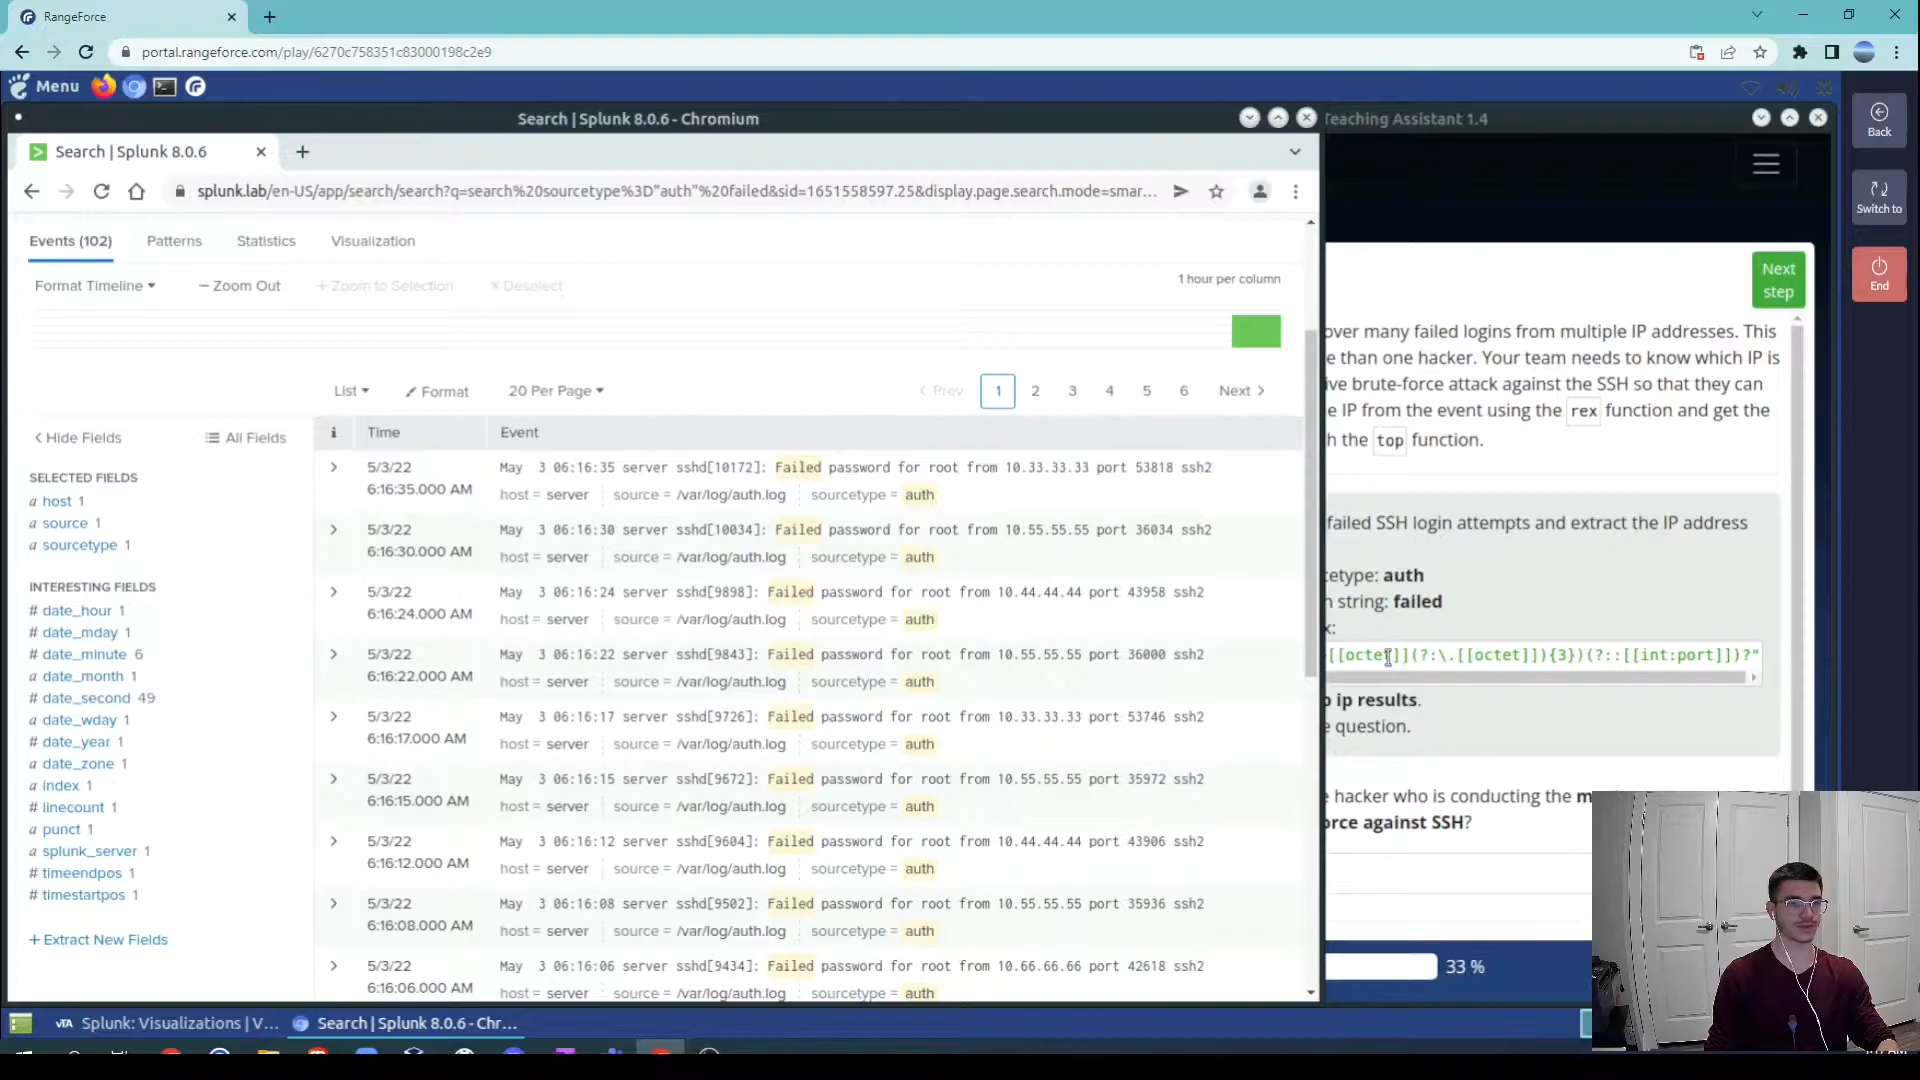 RangeForce
portal.rangeforce.com/play/6270c758351c83000198c2e9
Menu
Search | Splunk 8.0.6 - Chromium
Teaching Assistant 1.4
Back
Switch to
End
Search | Splunk 8.0.6
splunk.lab/en-US/app/search/search?q=search%20sourcetype%3D"auth"%20failed&sid=1651558597.25&display.page.search.mode=smar...
Events (102) Patterns Statistics Visualization
Format Timeline — Zoom Out + Zoom to Selection × Deselect
1 hour per column
List Format 20 Per Page
< Prev 1 2 3 4 5 6 Next >
< Hide Fields All Fields
i Time Event
SELECTED FIELDS
a host 1
a source 1
a sourcetype 1
INTERESTING FIELDS
# date_hour 1
# date_mday 1
# date_minute 6
a date_month 1
# date_second 49
a date_wday 1
# date_year 1
a date_zone 1
a index 1
# linecount 1
a punct 1
a splunk_server 1
# timeendpos 1
# timestartpos 1
+ Extract New Fields
5/3/22
6:16:35.000 AM
May 3 06:16:35 server sshd[10172]: Failed password for root from 10.33.33.33 port 53818 ssh2
host = server source = /var/log/auth.log sourcetype = auth
5/3/22
6:16:30.000 AM
May 3 06:16:30 server sshd[10034]: Failed password for root from 10.55.55.55 port 36034 ssh2
host = server source = /var/log/auth.log sourcetype = auth
5/3/22
6:16:24.000 AM
May 3 06:16:24 server sshd[9898]: Failed password for root from 10.44.44.44 port 43958 ssh2
host = server source = /var/log/auth.log sourcetype = auth
5/3/22
6:16:22.000 AM
May 3 06:16:22 server sshd[9843]: Failed password for root from 10.55.55.55 port 36000 ssh2
host = server source = /var/log/auth.log sourcetype = auth
5/3/22
6:16:17.000 AM
May 3 06:16:17 server sshd[9726]: Failed password for root from 10.33.33.33 port 53746 ssh2
host = server source = /var/log/auth.log sourcetype = auth
5/3/22
6:16:15.000 AM
May 3 06:16:15 server sshd[9672]: Failed password for root from 10.55.55.55 port 35972 ssh2
host = server source = /var/log/auth.log sourcetype = auth
5/3/22
6:16:12.000 AM
May 3 06:16:12 server sshd[9604]: Failed password for root from 10.44.44.44 port 43906 ssh2
host = server source = /var/log/auth.log sourcetype = auth
5/3/22
6:16:08.000 AM
May 3 06:16:08 server sshd[9502]: Failed password for root from 10.55.55.55 port 35936 ssh2
host = server source = /var/log/auth.log sourcetype = auth
5/3/22
6:16:06.000 AM
May 3 06:16:06 server sshd[9434]: Failed password for root from 10.66.66.66 port 42618 ssh2
host = server source = /var/log/auth.log sourcetype = auth
Next
step
over many failed logins from multiple IP addresses. This
e than one hacker. Your team needs to know which IP is
ive brute-force attack against the SSH so that they can
e IP from the event using the rex function and get the
h the top function.
failed SSH login attempts and extract the IP address
cetype: auth
n string: failed
x:
[[octet]](?:\.[[octet]]){3})(?::[[int:port]])?"
p ip results.
e question.
e hacker who is conducting the m
orce against SSH?
33 %
vTA Splunk: Visualizations | V...
Search | Splunk 8.0.6 - Chr...